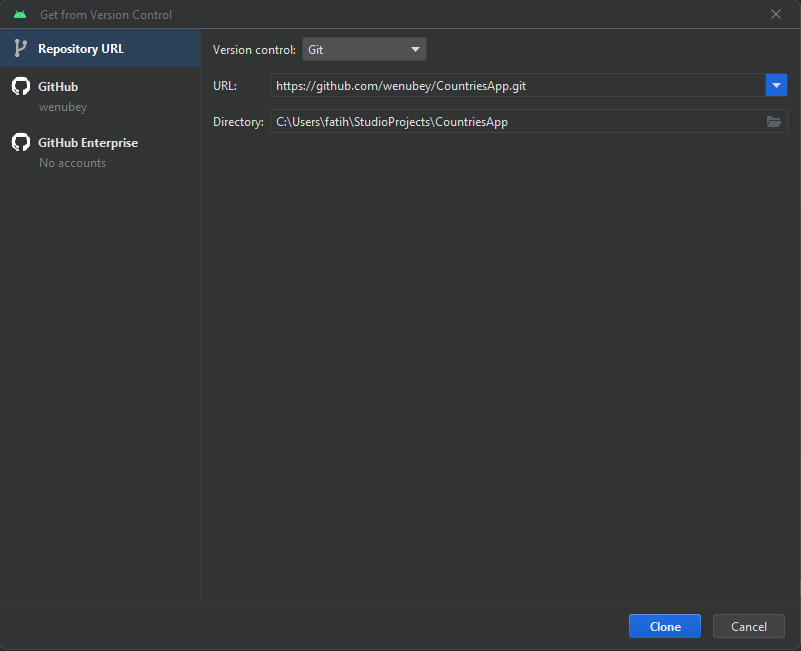 Get from Version Control
Repository URL
GitHub
wenubey
GitHub Enterprise
No accounts
Version control: Git
URL: https://github.com/wenubey/CountriesApp.git
Directory: C:\Users\fatih\StudioProjects\CountriesApp
Clone Cancel